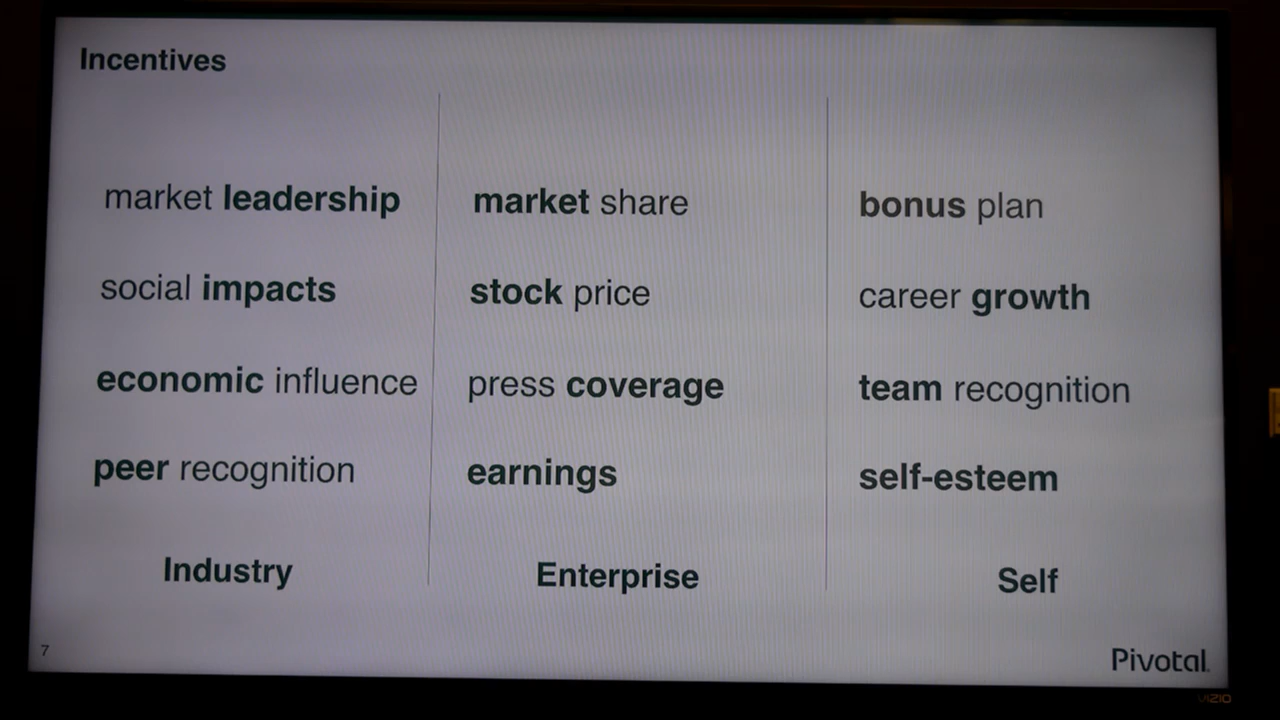 Incentives
market leadership
social impacts
economic influence
peer recognition
Industry
market share
stock price
press coverage
earnings
Enterprise
bonus plan
career growth
team recognition
self-esteem
Self
7
Pivotal
VIZIO